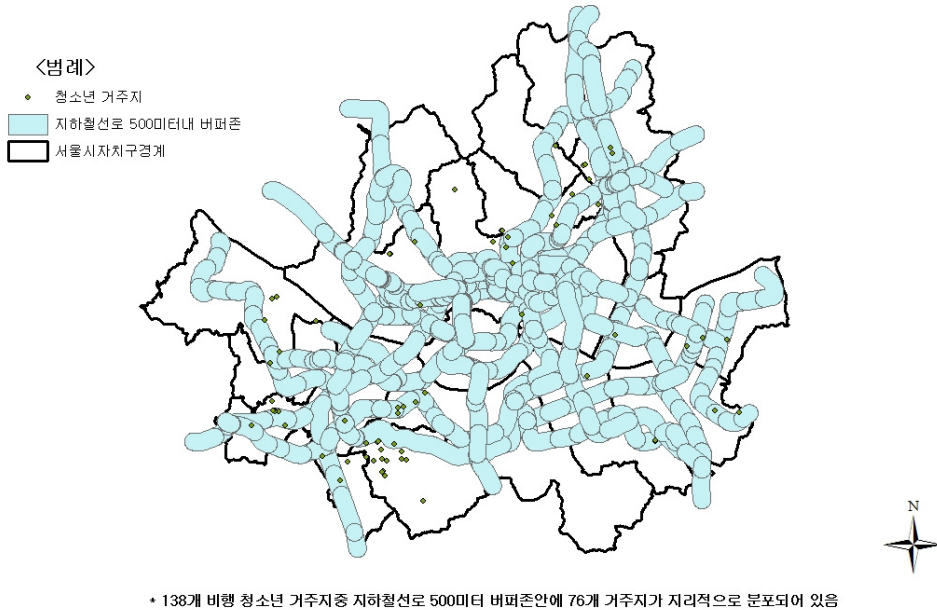 <범례>
청소년 거주지
지하철선로 500미터내 버퍼존
서울시자치구경계
N
* 138개 비행 청소년 거주지중 지하철선로 500미터 버퍼존안에 76개 거주지가 지리적으로 분포되어 있음